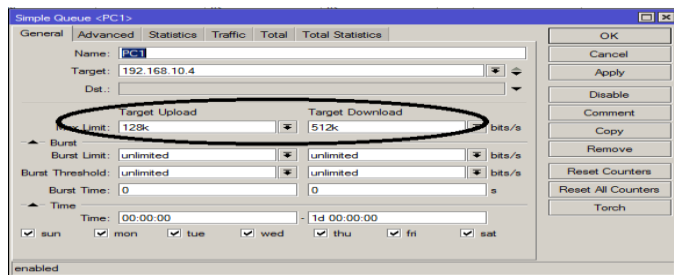 Simple Queue <PC1>
General Advanced Statistics Traffic Total Total Statistics
OK
Name: PC1
Cancel
Target: 192.168.10.4
Apply
Dst.:
Disable
Target Upload Target Download
Comment
Max Limit: 128k 512k bits/s
Copy
Burst
Remove
Burst Limit: unlimited unlimited bits/s
Burst Threshold: unlimited unlimited bits/s
Reset Counters
Burst Time: 0 0 s
Reset All Counters
Time
Torch
Time: 00:00:00 - 1d 00:00:00
sun mon tue wed thu fri sat
enabled